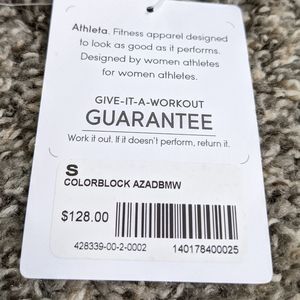 Athleta. Fitness apparel designed
to look as good as it performs.
Designed by women athletes
for women athletes.
GIVE-IT-A-WORKOUT
GUARANTEE
Work it out. If it doesn't perform, return it.
S
COLORBLOCK AZADBMW
$128.00
428339-00-2-0002 140178400025